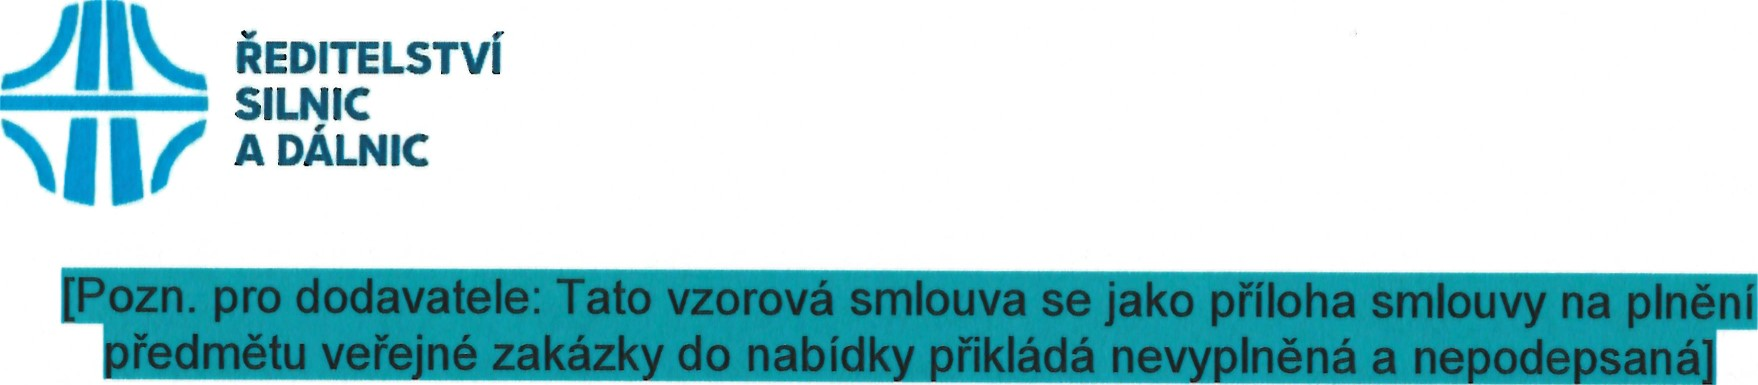 ŘEDITELSTVÍ
SILNIC
A DÁLNIC
[Pozn. pro dodavatele: Tato vzorová smlouva se jako příloha smlouvy na plnění
předmětu veřejné zakázky do nabídky přikládá nevyplněná a nepodepsaná]